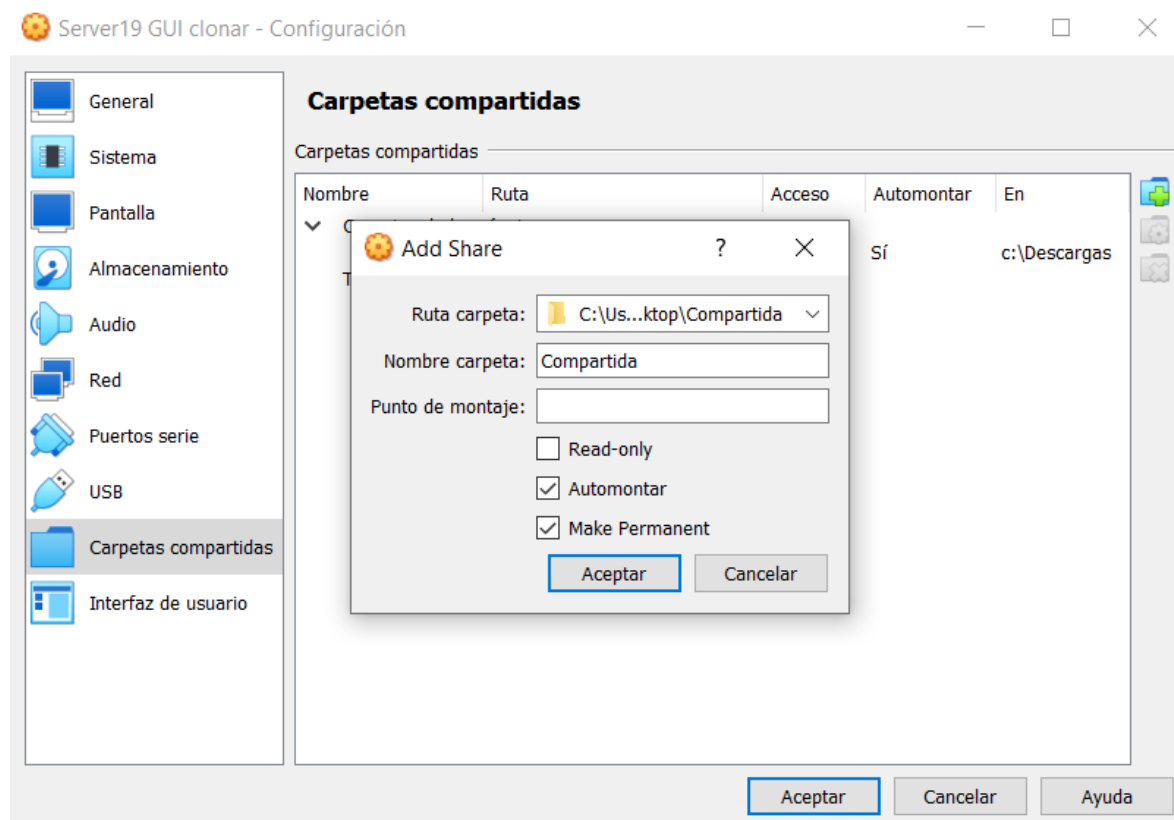 Server19 GUI clonar - Configuración
General
Sistema
Pantalla
Almacenamiento
Audio
Red
Puertos serie
USB
Carpetas compartidas
Interfaz de usuario
Carpetas compartidas
Carpetas compartidas
Nombre Ruta Acceso Automontar En
Sí c:\Descargas
Add Share ?
Ruta carpeta: C:\Us...ktop\Compartida
Nombre carpeta: Compartida
Punto de montaje:
Read-only
Automontar
Make Permanent
Aceptar Cancelar
Aceptar Cancelar Ayuda